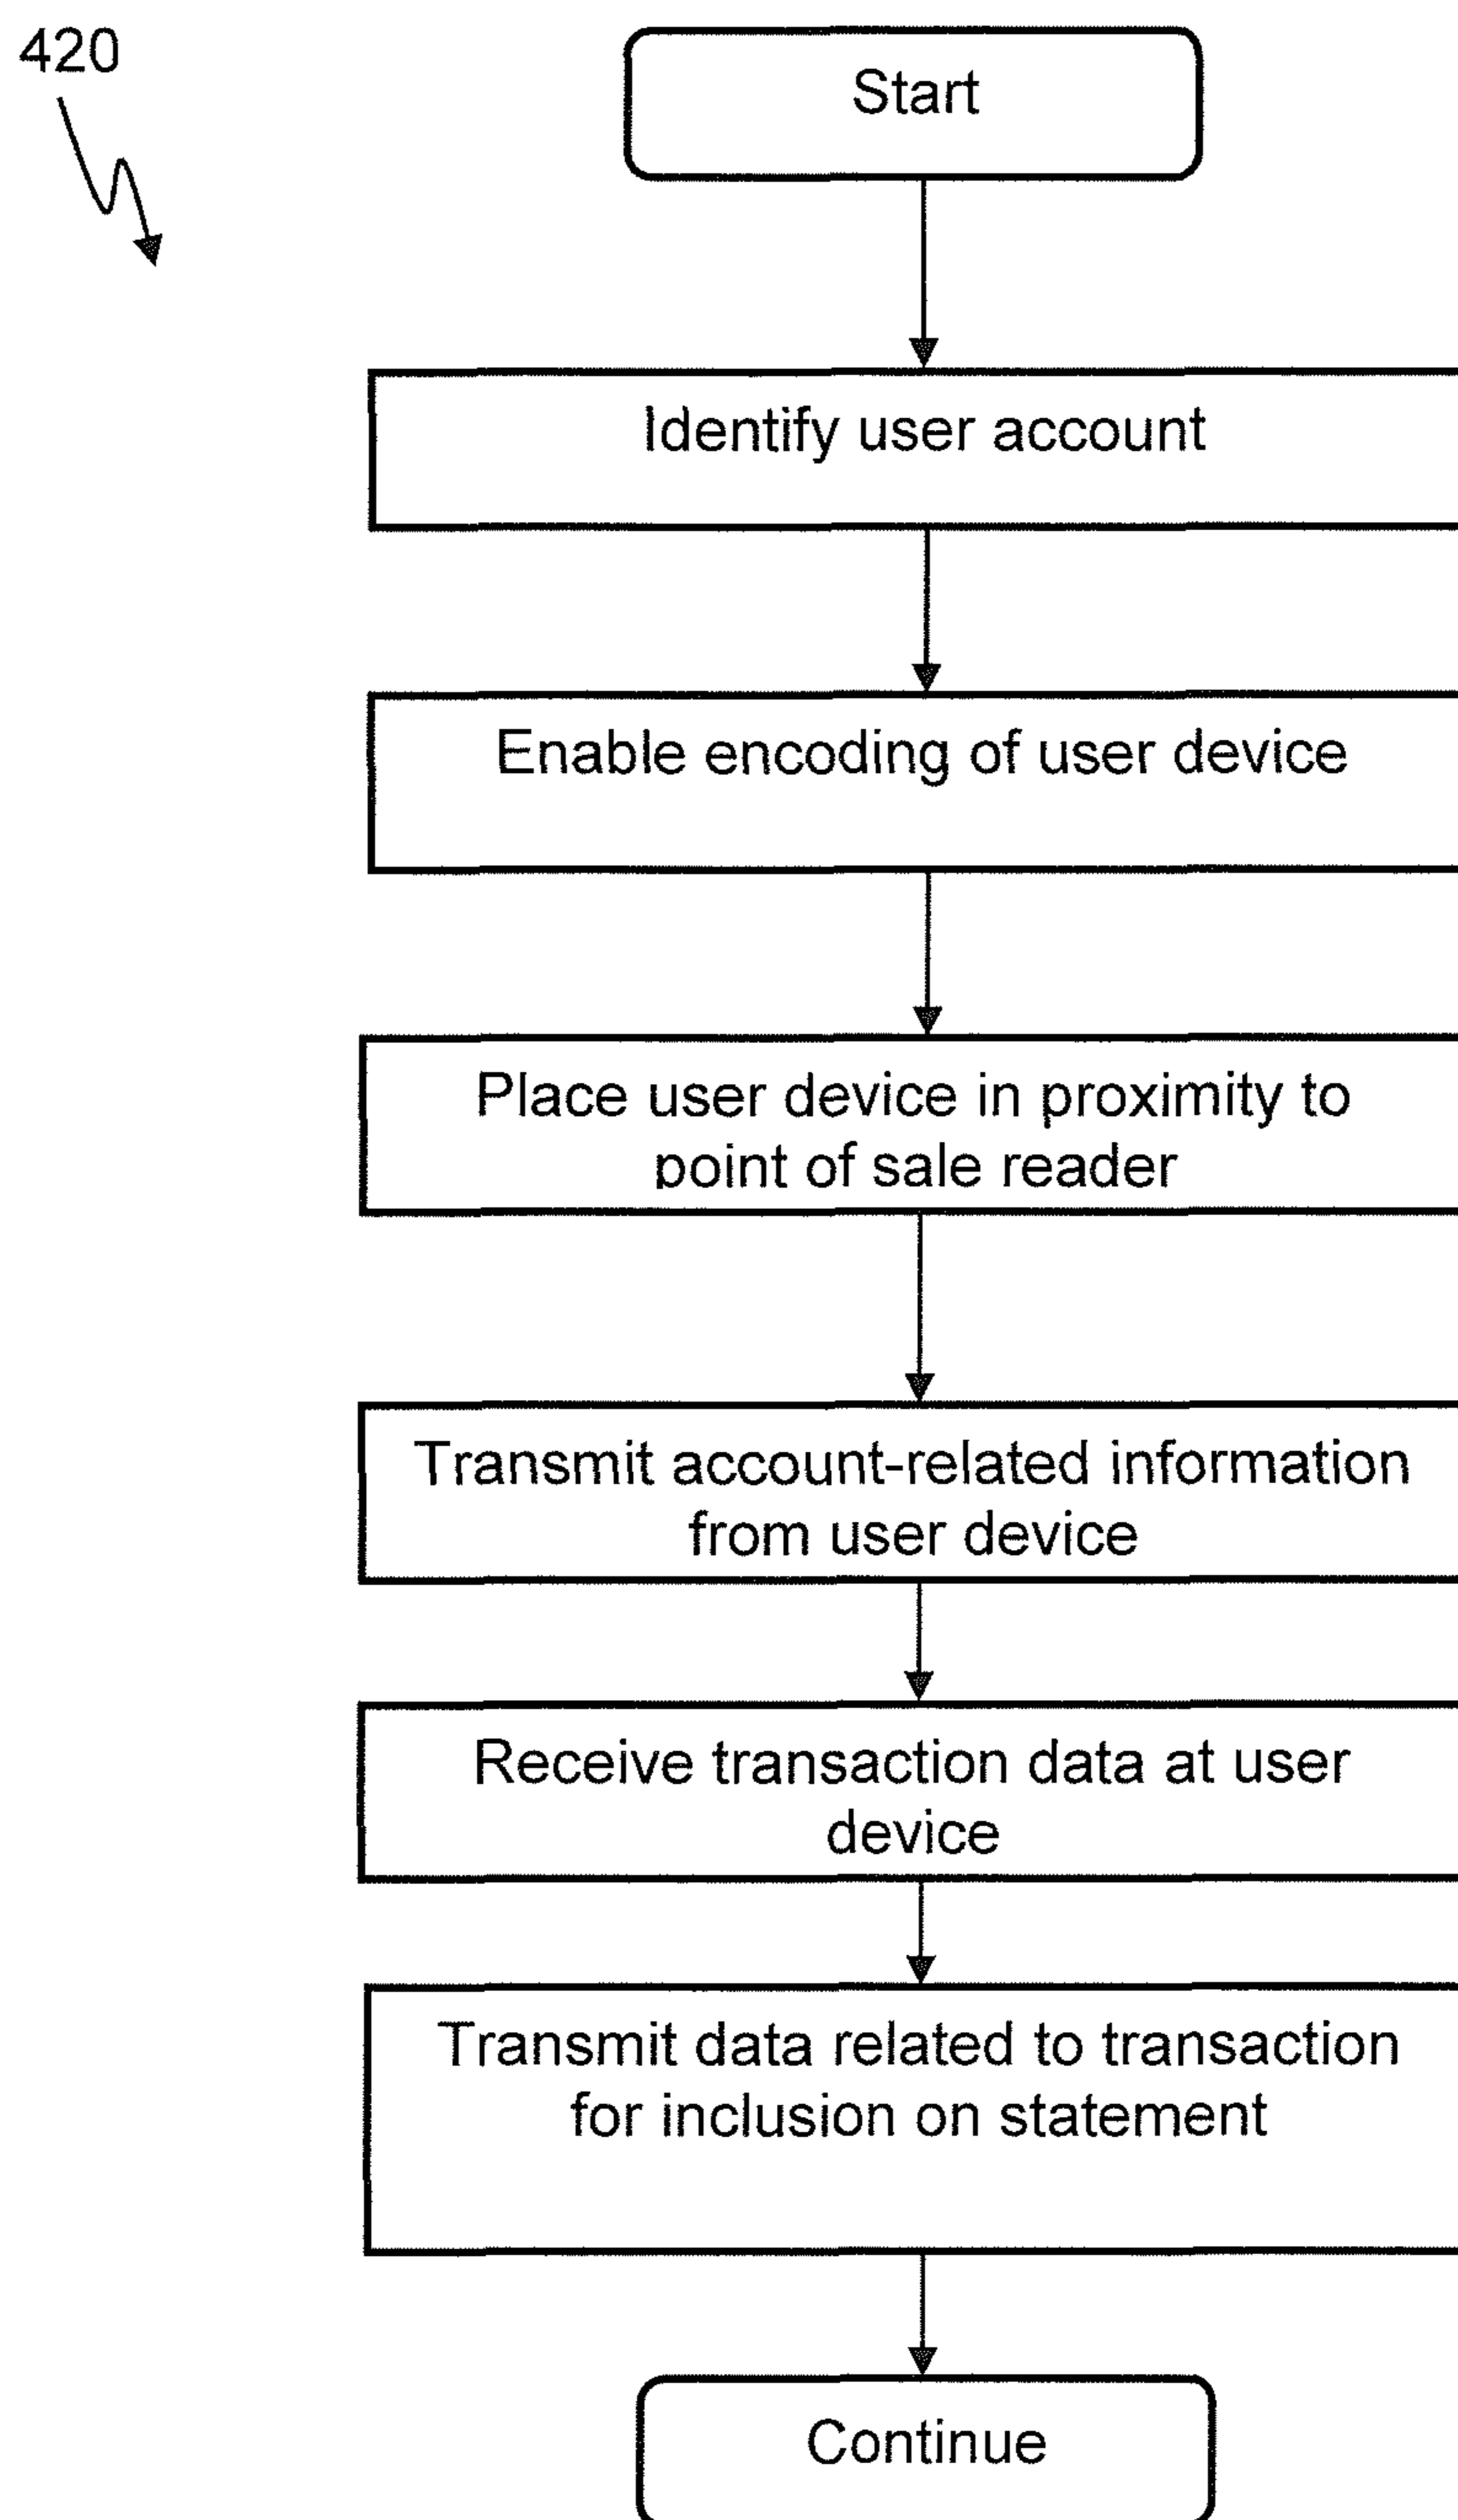 420
Start
Identify user account
Enable encoding of user device
Place user device in proximity to
point of sale reader
Transmit account-related information
from user device
Receive transaction data at user
device
Transmit data related to transaction
for inclusion on statement
Continue